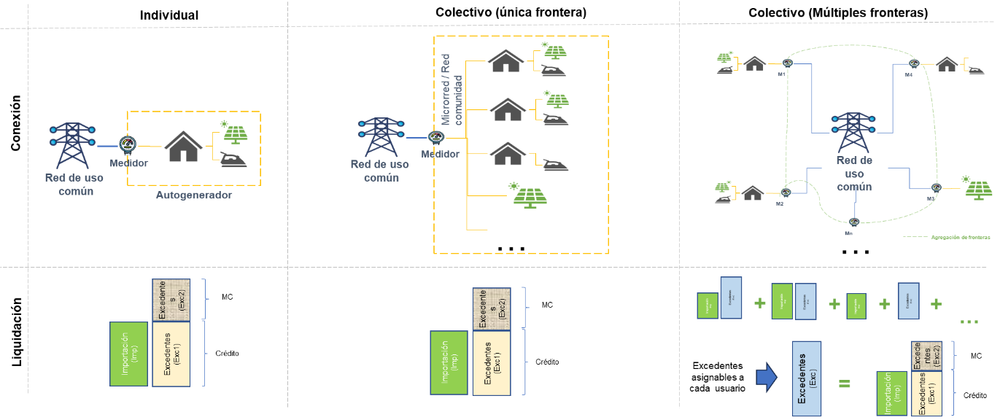 Individual
Colectivo (única frontera)
Colectivo (Múltiples fronteras)
Conexión
Red de uso
común
Medidor
Autogenerador
Red de uso
común
Medidor
Microrred / Red
comunidad
...
M1
M4
M2
M3
Mn
Red de
uso
común
Agregación de fronteras
...
Liquidación
Importación
(Imp)
Excedente
s
(Exc2)
Excedentes
(Exc1)
MC
Crédito
Importación
(Imp)
Excedente
s
(Exc2)
Excedentes
(Exc1)
MC
Crédito
+
+
+
+
...
Excedentes
asignables a
cada usuario
Excedentes
(Exc)
=
Importación
(Imp)
Excede
ntes
(Exc2)
Excedentes
(Exc1)
MC
Crédito